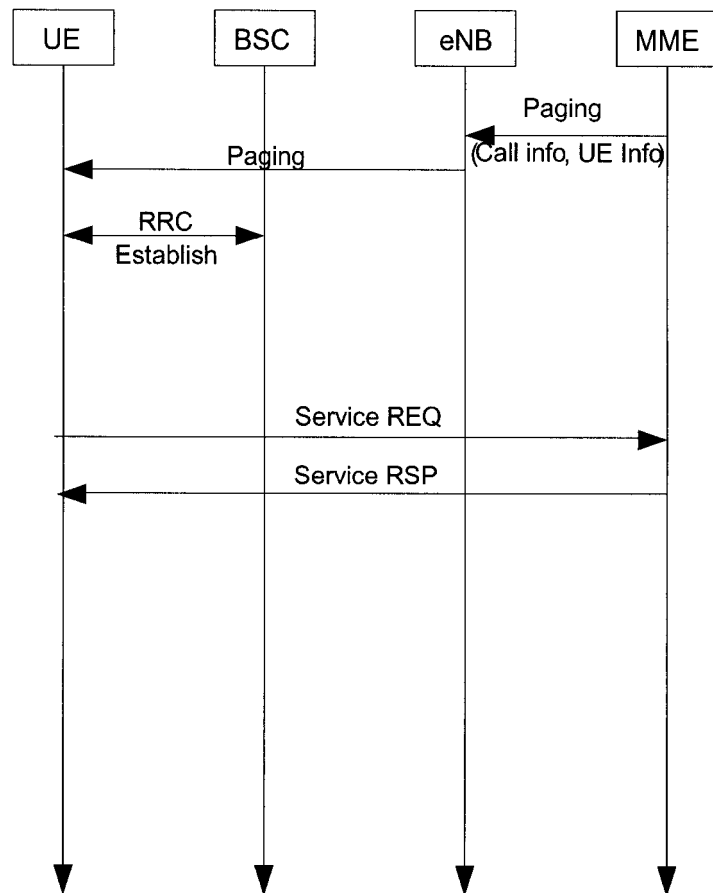 UE
BSC
eNB
MME
Paging
(Call info, UE Info)
Paging
RRC
Establish
Service REQ
Service RSP